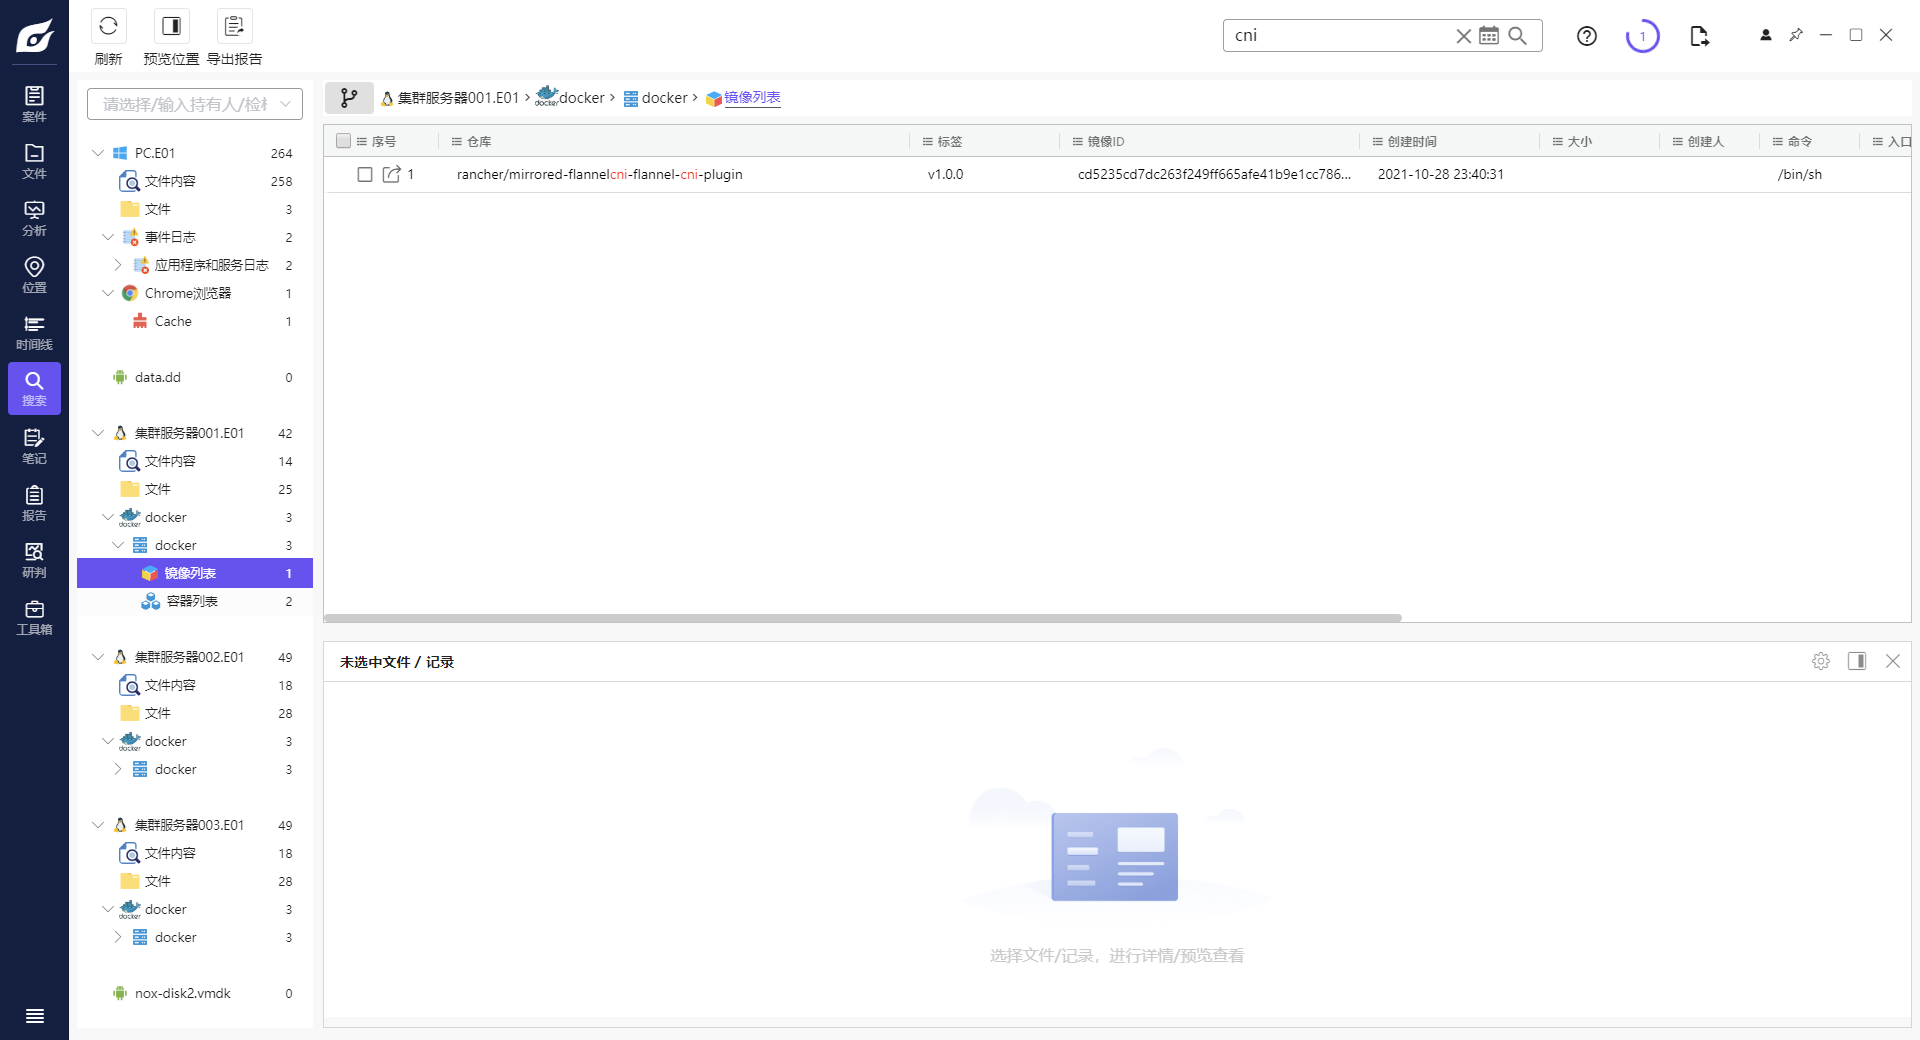 刷新
预览位置
导出报告
cni
1
案件
文件
分析
位置
时间线
搜索
笔记
报告
研判
工具箱
请选择/输入持有人/检材
PC.E01 264
文件内容 258
文件 3
事件日志 2
应用程序和服务日志 2
Chrome浏览器 1
Cache 1
data.dd 0
集群服务器001.E01 42
文件内容 14
文件 25
docker 3
docker 3
镜像列表 1
容器列表 2
集群服务器002.E01 49
文件内容 18
文件 28
docker 3
docker 3
集群服务器003.E01 49
文件内容 18
文件 28
docker 3
docker 3
nox-disk2.vmdk 0
集群服务器001.E01 > docker > docker > 镜像列表
序号 仓库 标签 镜像ID 创建时间 大小 创建人 命令 入口
1 rancher/mirrored-flannelcni-flannel-cni-plugin v1.0.0 cd5235cd7dc263f249ff665afe41b9e1cc786... 2021-10-28 23:40:31 /bin/sh
未选中文件 / 记录
选择文件/记录，进行详情/预览查看